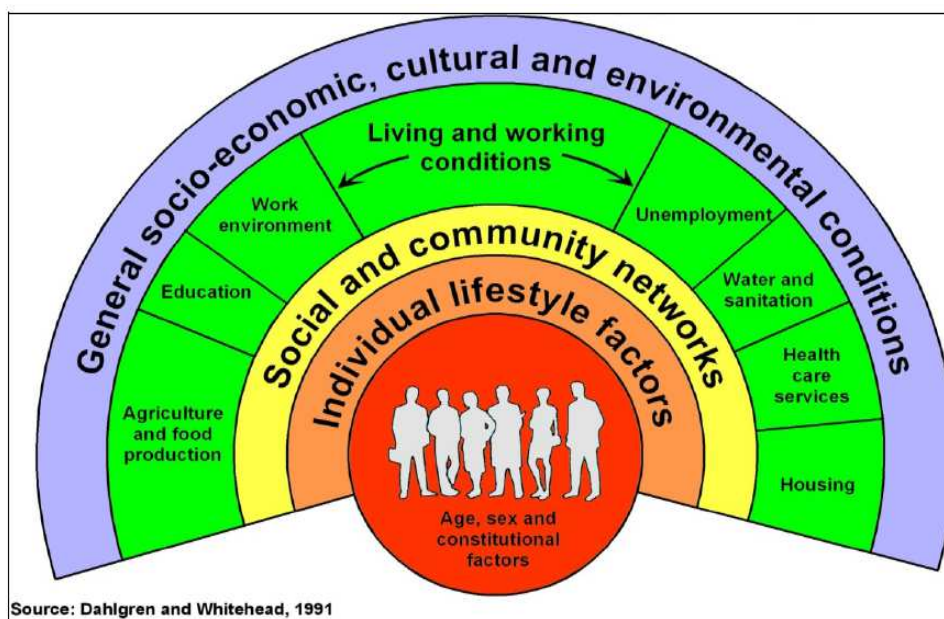 General socio-economic, cultural and environmental conditions
Living and working
conditions
Work
environment
Unemployment
Education
Water and
sanitation
Agriculture
and food
production
Health
care
services
Housing
Social and community networks
Individual lifestyle factors
Age, sex and
constitutional
factors
Source: Dahlgren and Whitehead, 1991